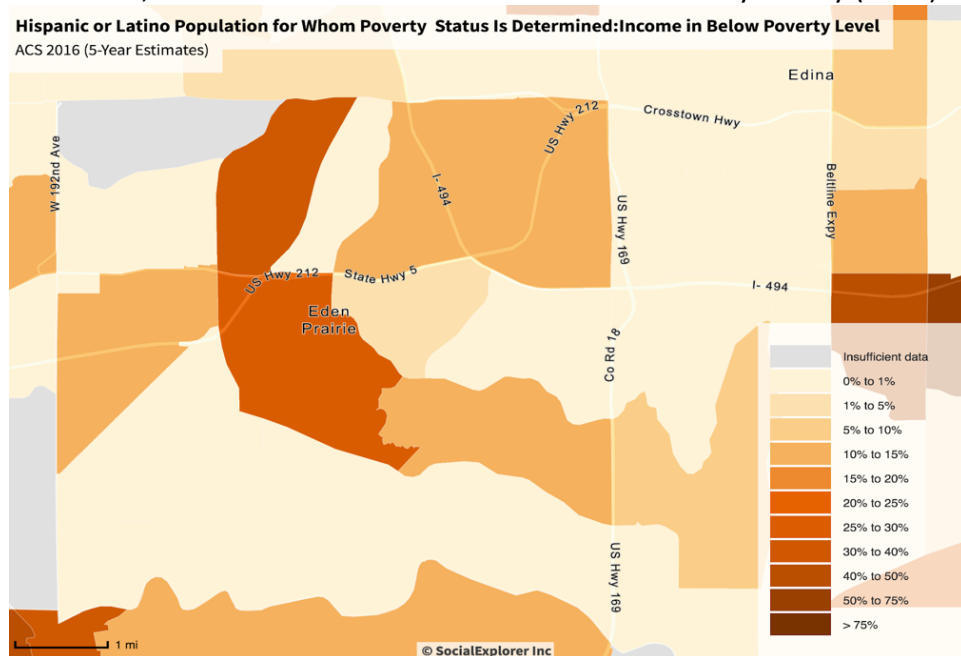 Hispanic or Latino Population for Whom Poverty Status Is Determined:Income in Below Poverty Level
ACS 2016 (5-Year Estimates)
Edina
Crosstown Hwy
US Hwy 212
W 192nd Ave
I- 494
Beltline Expy
US Hwy 169
US Hwy 212
State Hwy 5
I- 494
Eden
Prairie
Co Rd 18
Insufficient data
0% to 1%
1% to 5%
5% to 10%
10% to 15%
15% to 20%
20% to 25%
25% to 30%
30% to 40%
40% to 50%
50% to 75%
> 75%
US Hwy 169
1 mi
© SocialExplorer Inc